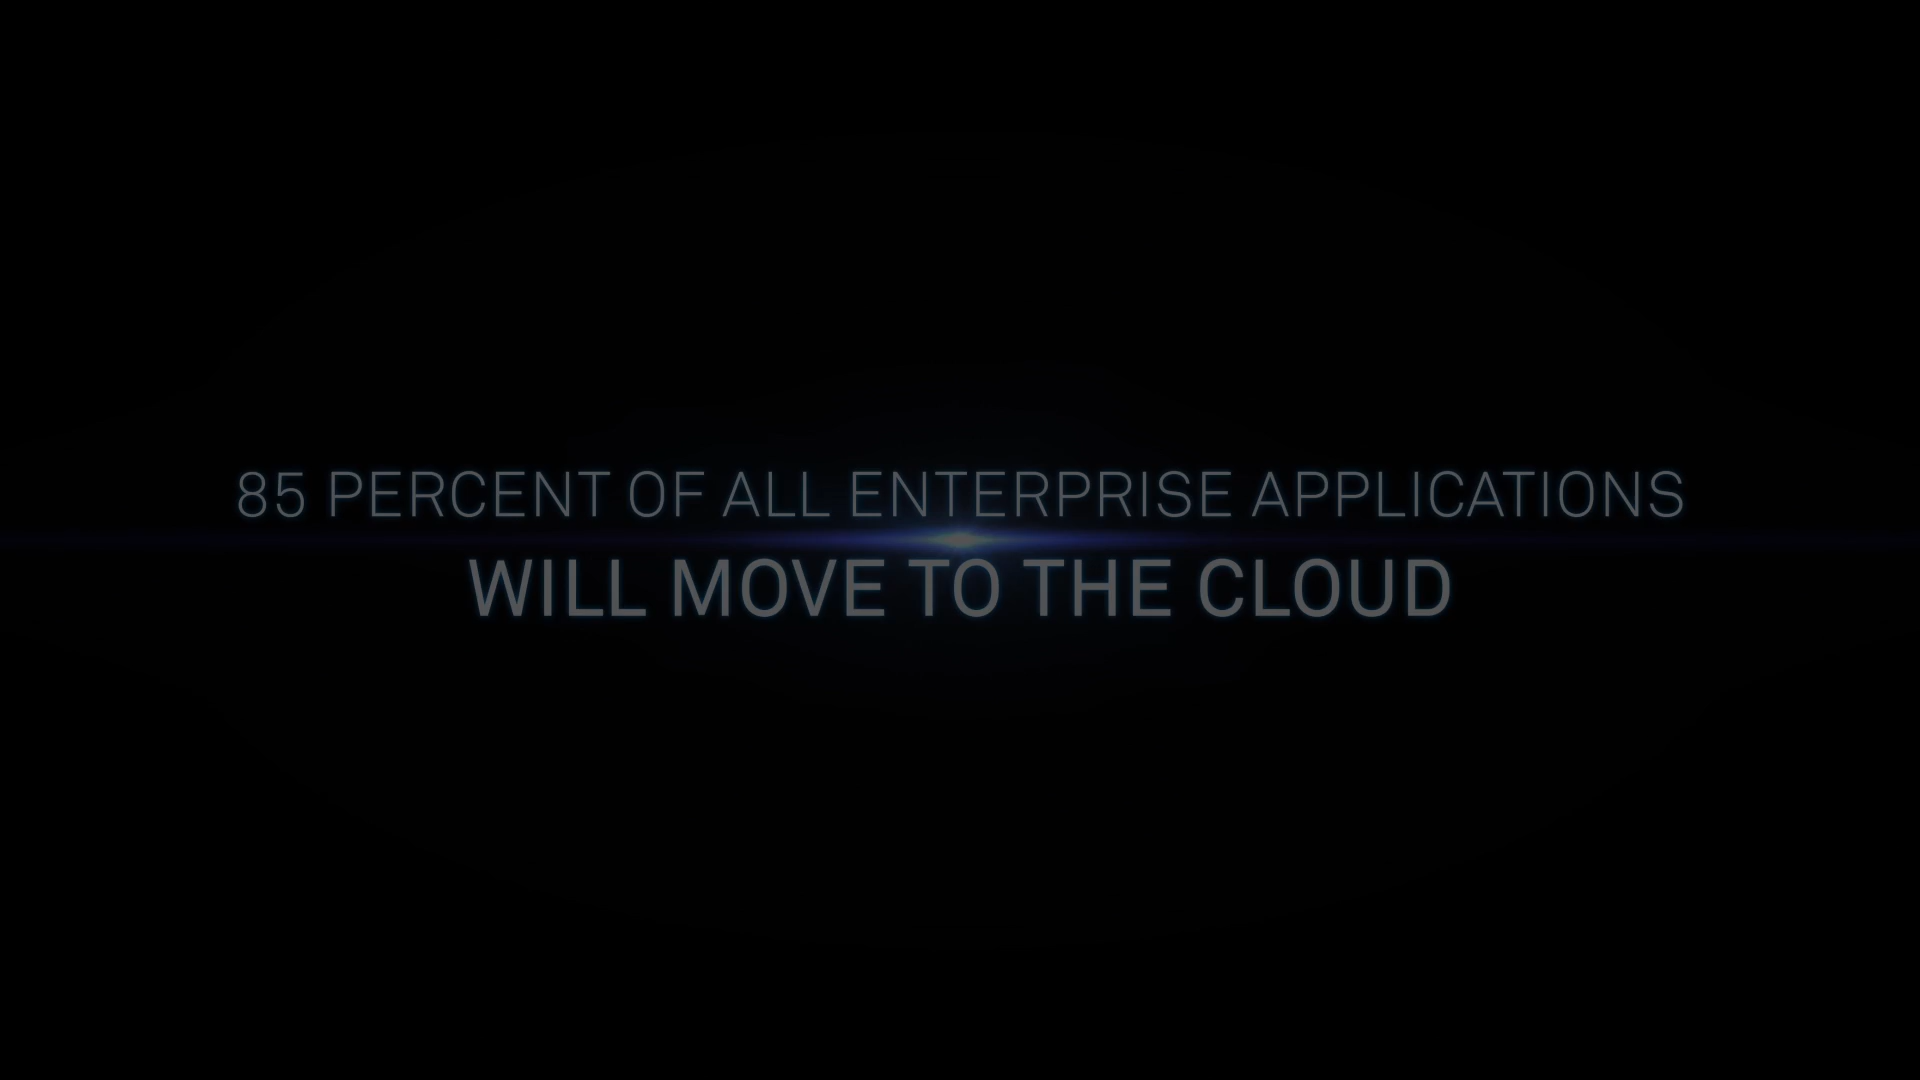 85 PERCENT OF ALL ENTERPRISE APPLICATIONS
WILL MOVE TO THE CLOUD